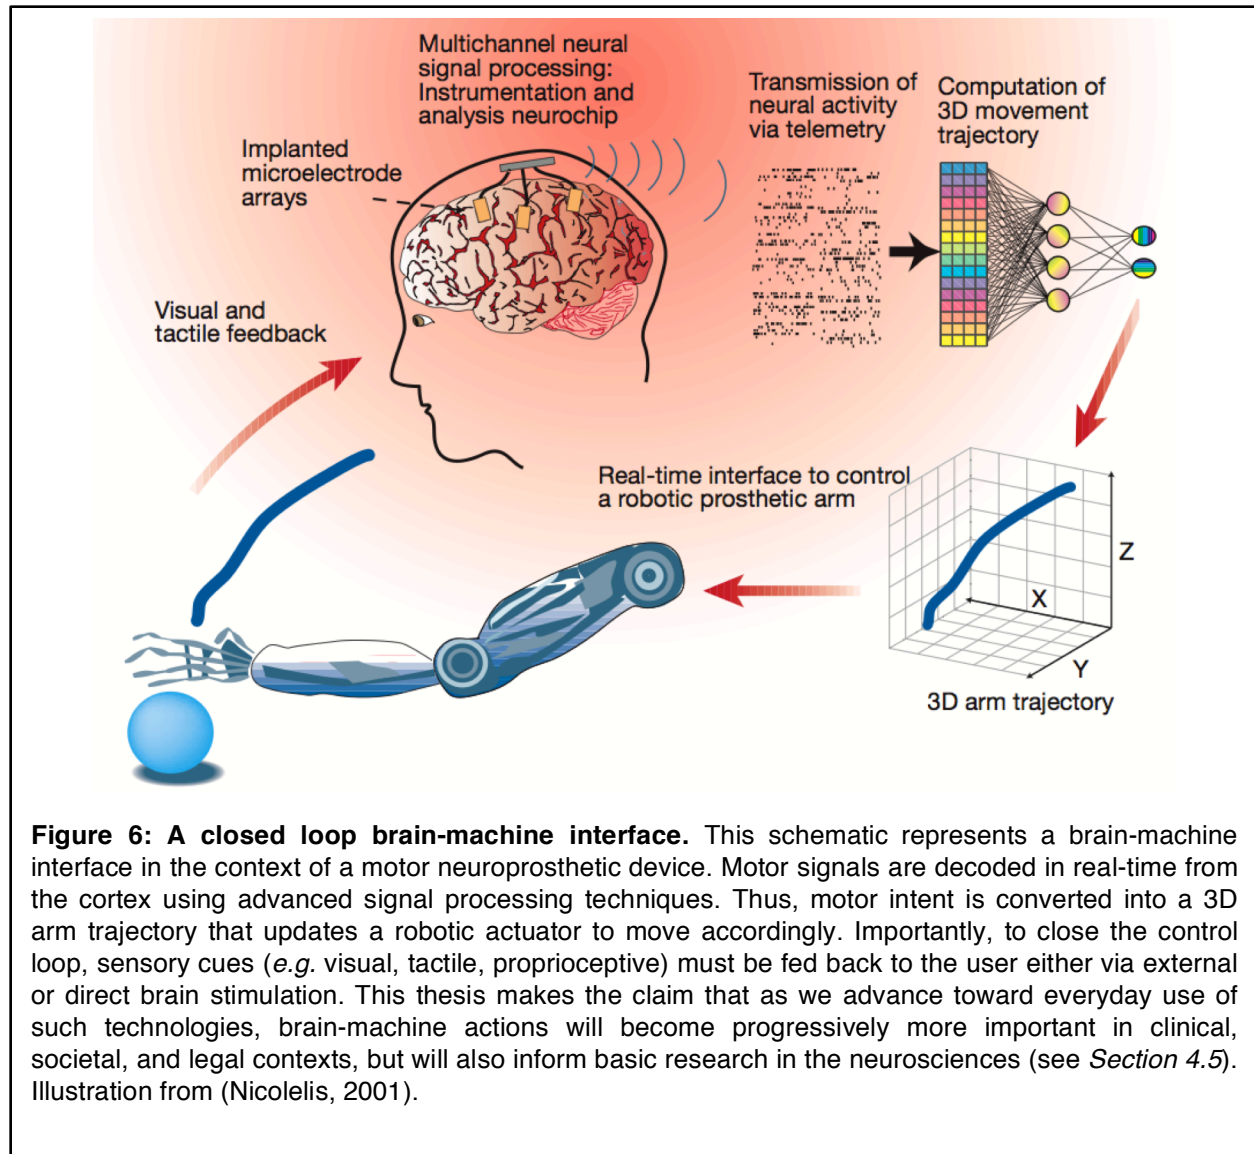 Multichannel neural
signal processing:
Instrumentation and
analysis neurochip
Transmission of
neural activity
via telemetry
Computation of
3D movement
trajectory
Implanted
microelectrode
arrays
Visual and
tactile feedback
Real-time interface to control
a robotic prosthetic arm
Z
X
Y
3D arm trajectory
Figure 6: A closed loop brain-machine interface. This schematic represents a brain-machine
interface in the context of a motor neuroprosthetic device. Motor signals are decoded in real-time from
the cortex using advanced signal processing techniques. Thus, motor intent is converted into a 3D
arm trajectory that updates a robotic actuator to move accordingly. Importantly, to close the control
loop, sensory cues (e.g. visual, tactile, proprioceptive) must be fed back to the user either via external
or direct brain stimulation. This thesis makes the claim that as we advance toward everyday use of
such technologies, brain-machine actions will become progressively more important in clinical,
societal, and legal contexts, but will also inform basic research in the neurosciences (see Section 4.5).
Illustration from (Nicolelis, 2001).